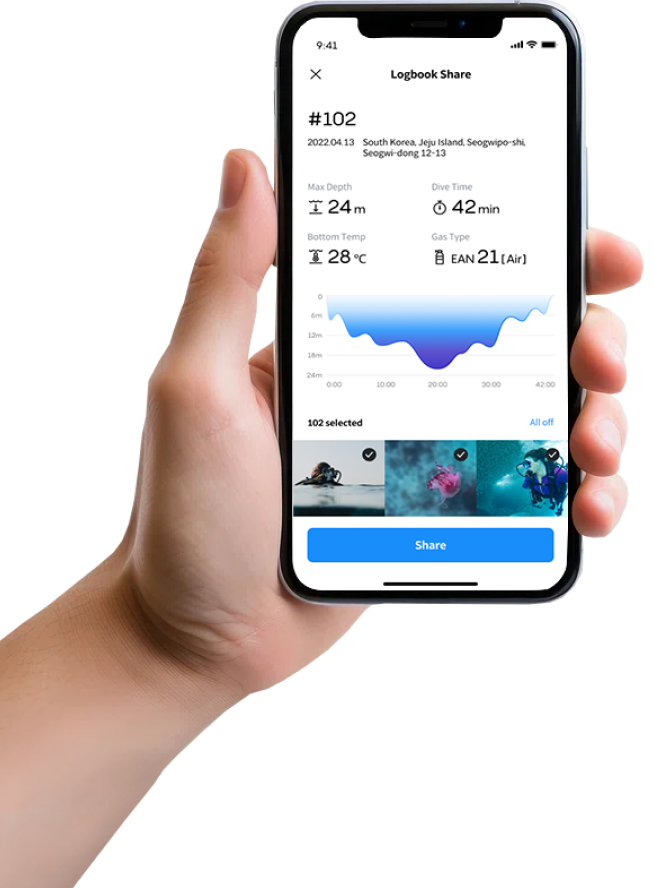 9:41
Logbook Share
#102
2022.04.13 South Korea, Jeju Island, Seogwipo-shi,
Seogwi-dong 12-13
Max Depth Dive Time
24 m 42 min
Bottom Temp Gas Type
28 °C EAN 21 [Air]
0
6m
12m
18m
24m
0:00 10:00 20:00 30:00 42:00
102 selected All off
Share